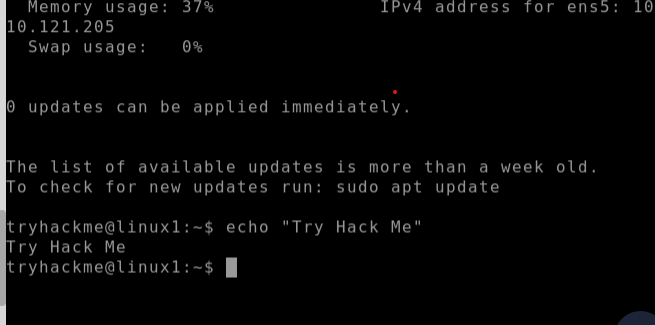 Memory usage: 37% IPv4 address for ens5: 10
10.121.205
Swap usage: 0%
0 updates can be applied immediately.
The list of available updates is more than a week old.
To check for new updates run: sudo apt update
tryhackme@linux1:~$ echo "Try Hack Me"
Try Hack Me
tryhackme@linux1:~$